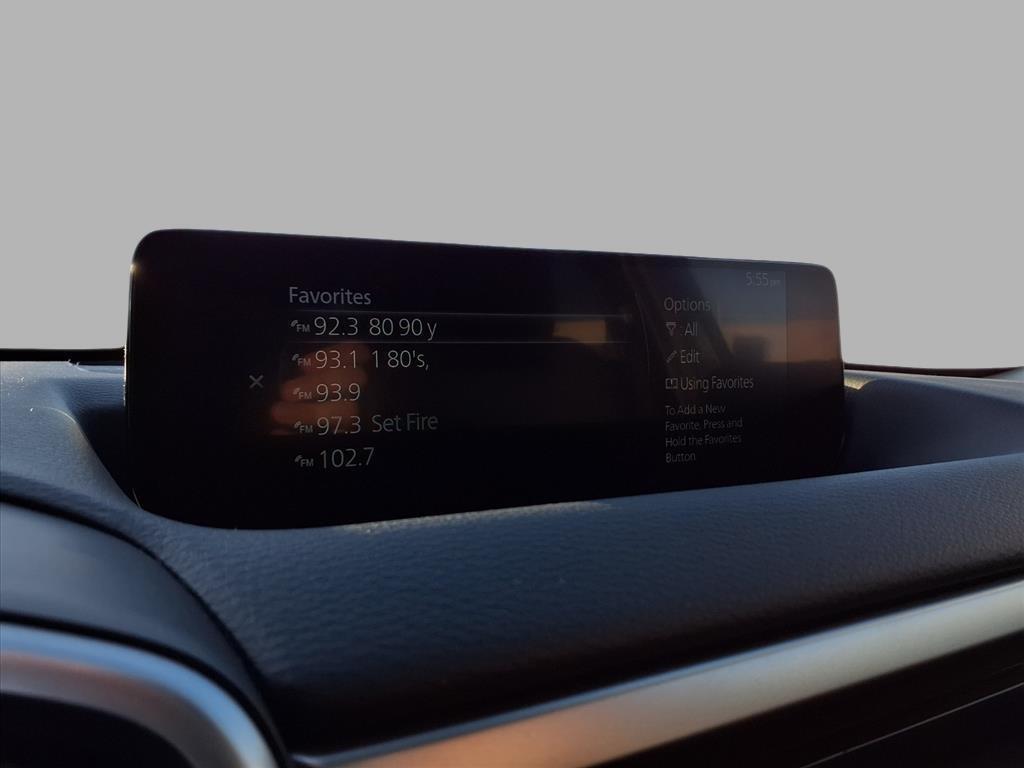 5:55 pm
Favorites
FM 92.3 80 90 y
FM 93.1 1 80's,
FM 93.9
FM 97.3 Set Fire
FM 102.7
Options
: All
Edit
Using Favorites
To Add a New
Favorite, Press and
Hold the Favorites
Button.